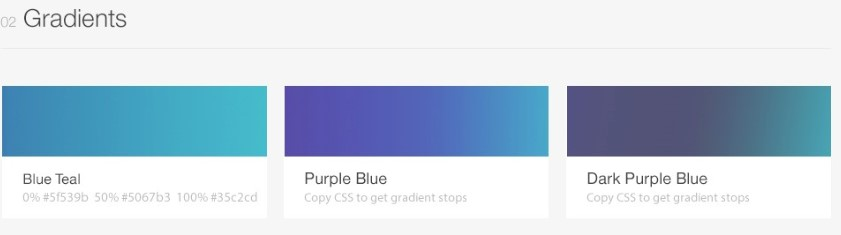 02 Gradients
Blue Teal
0% #5f539b 50% #5067b3 100% #35c2cd
Purple Blue
Copy CSS to get gradient stops
Dark Purple Blue
Copy CSS to get gradient stops